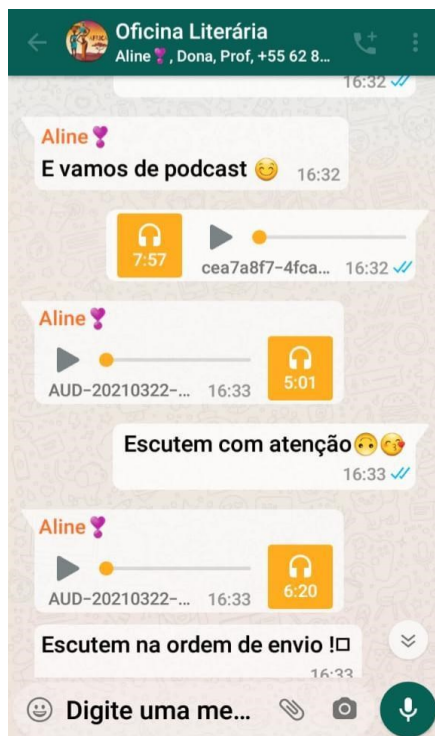 Oficina Literária
Aline❣, Dona, Prof, +55 62 8...
16:32
Aline❣
E vamos de podcast 😊 16:32
7:57
cea7a8f7-4fca... 16:32
Aline❣
5:01
AUD-20210322-... 16:33
Escutem com atenção🙃😘
16:33
Aline❣
6:20
AUD-20210322-... 16:33
Escutem na ordem de envio !□
16:33
Digite uma me...